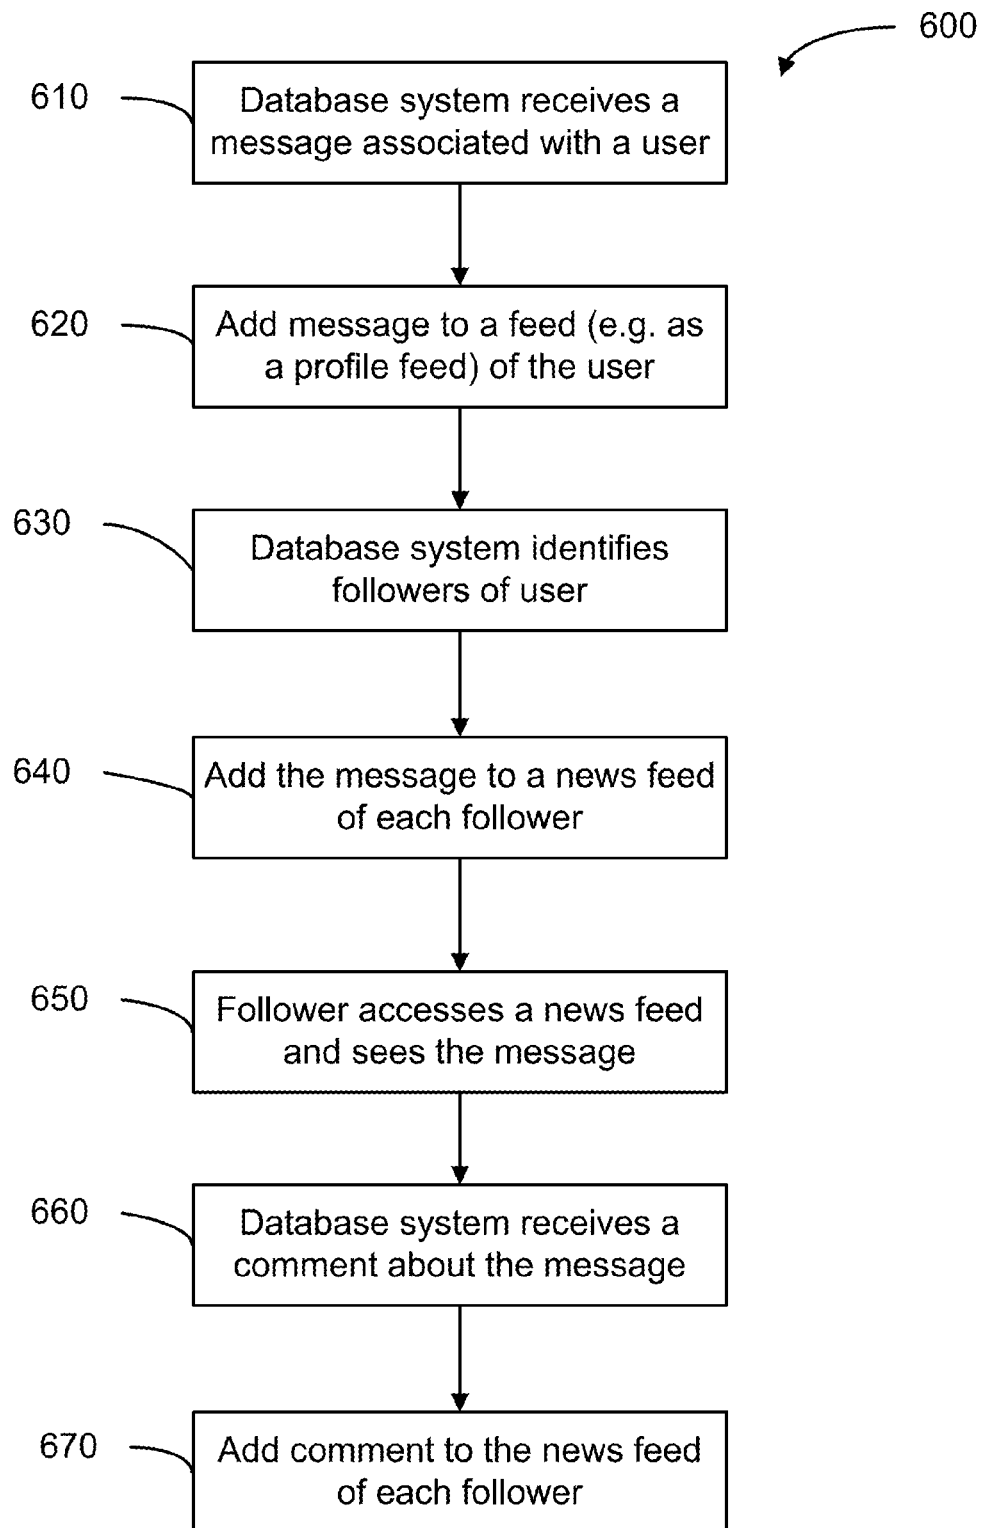 600
610
Database system receives a
message associated with a user
620
Add message to a feed (e.g. as
a profile feed) of the user
630
Database system identifies
followers of user
640
Add the message to a news feed
of each follower
650
Follower accesses a news feed
and sees the message
660
Database system receives a
comment about the message
670
Add comment to the news feed
of each follower